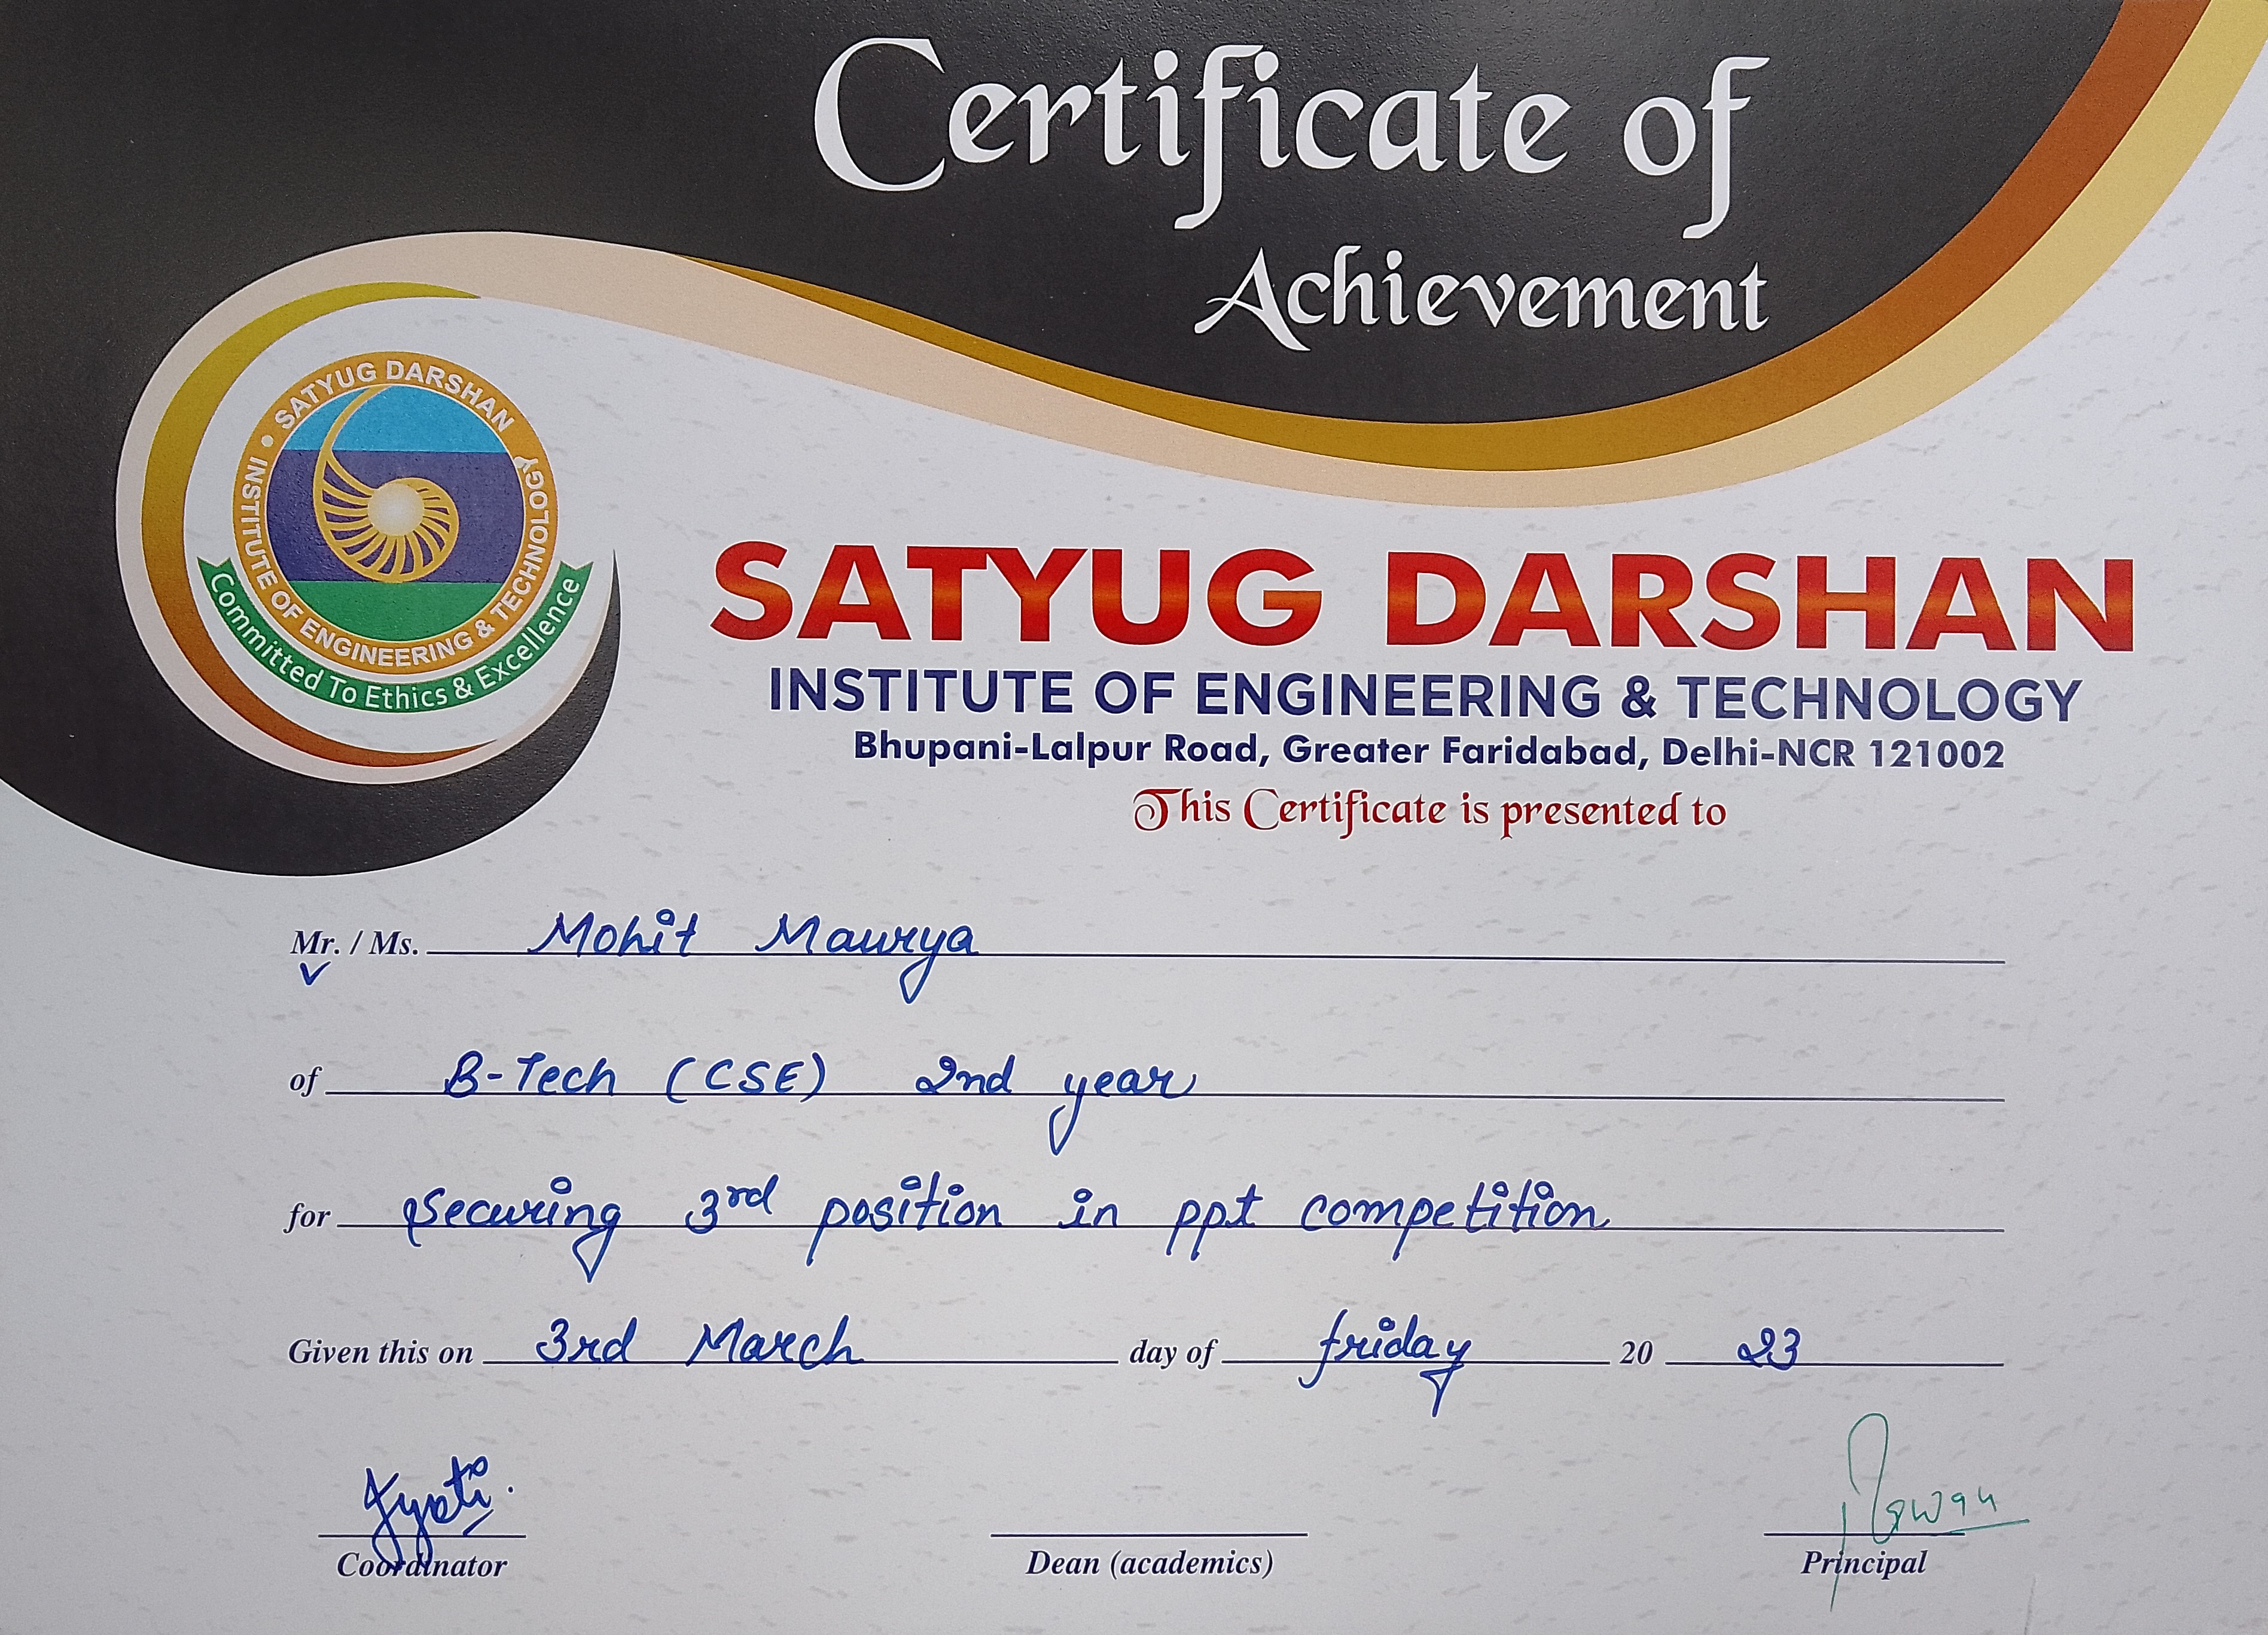 Certificate of
Achievement
SATYUG DARSHAN
INSTITUTE OF ENGINEERING & TECHNOLOGY
Committed To Ethics & Excellence
SATYUG DARSHAN
INSTITUTE OF ENGINEERING & TECHNOLOGY
Bhupani-Lalpur Road, Greater Faridabad, Delhi-NCR 121002
This Certificate is presented to
Mr. / Ms. Mohit Maurya
of B-Tech (CSE) 2nd year
for Securing 3rd position in ppt competition
Given this on 3rd March day of friday 20 23
Jyoti.
Pawan
Coordinator Dean (academics) Principal